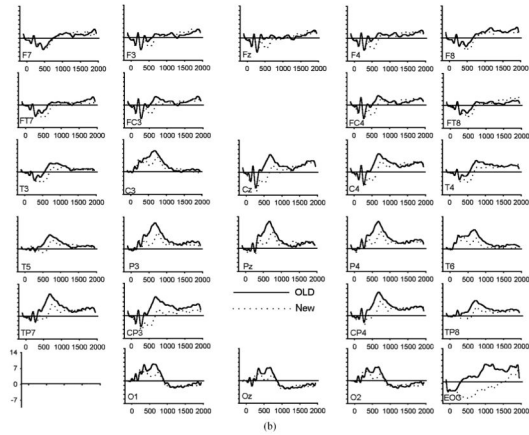 F7 F3 Fz F4 F8
0 500 1000 1500 2000 0 500 1000 1500 2000 0 500 1000 1500 2000 0 500 1000 1500 2000 0 500 1000 1500 2000
FT7 FC3 FC4 FT8
0 500 1000 1500 2000 0 500 1000 1500 2000 0 500 1000 1500 2000 0 500 1000 1500 2000
T3 C3 Cz C4 T4
0 500 1000 1500 2000 0 500 1000 1500 2000 0 500 1000 1500 2000 0 500 1000 1500 2000 0 500 1000 1500 2000
T5 P3 Pz P4 T6
0 500 1000 1500 2000 0 500 1000 1500 2000 0 500 1000 1500 2000 0 500 1000 1500 2000 0 500 1000 1500 2000
OLD
New
TP7 CP3 CP4 TP8
0 500 1000 1500 2000 0 500 1000 1500 2000 0 500 1000 1500 2000 0 500 1000 1500 2000
14
7
0
-7
O1 Oz O2 EOG
0 500 1000 1500 2000 0 500 1000 1500 2000 0 500 1000 1500 2000 0 500 1000 1500 2000 0 500 1000 1500 2000
(b)